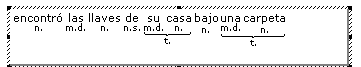 encontró las llaves de su casa bajo una carpeta
n. m.d. n. n.s. m.d. n. n. m.d. n.
t. t.